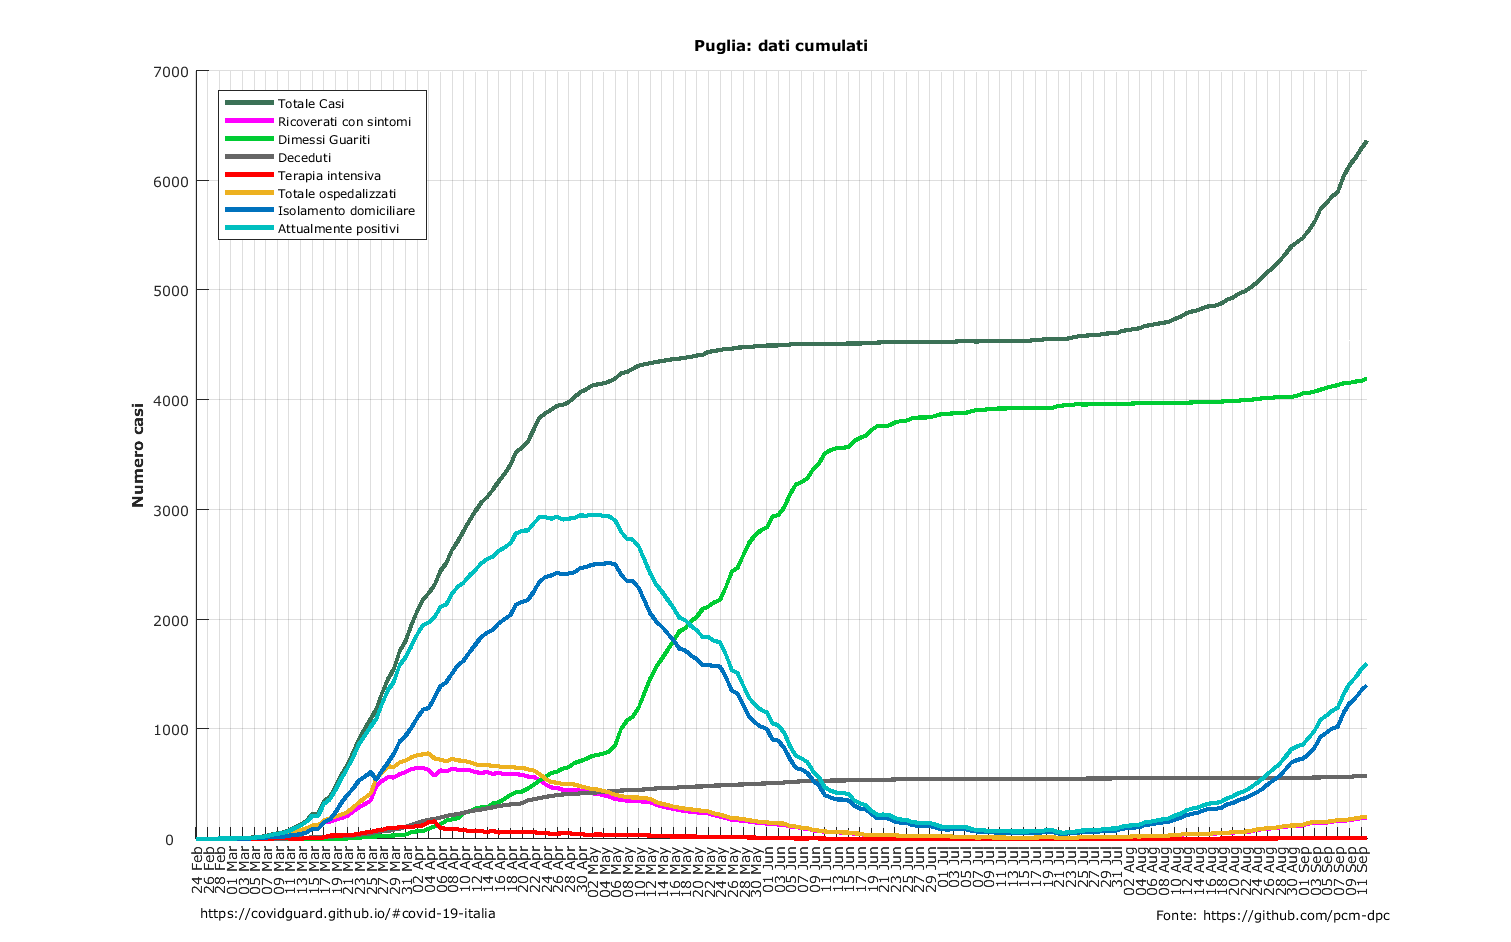 Puglia: dati cumulati
Numero casi
7000
6000
5000
4000
3000
2000
1000
0
Totale Casi
Ricoverati con sintomi
Dimessi Guariti
Deceduti
Terapia intensiva
Totale ospedalizzati
Isolamento domiciliare
Attualmente positivi
24 Feb
26 Feb
28 Feb
01 Mar
03 Mar
05 Mar
07 Mar
09 Mar
11 Mar
13 Mar
15 Mar
17 Mar
19 Mar
21 Mar
23 Mar
25 Mar
27 Mar
29 Mar
31 Mar
02 Apr
04 Apr
06 Apr
08 Apr
10 Apr
12 Apr
14 Apr
16 Apr
18 Apr
20 Apr
22 Apr
24 Apr
26 Apr
28 Apr
30 Apr
02 May
04 May
06 May
08 May
10 May
12 May
14 May
16 May
18 May
20 May
22 May
24 May
26 May
28 May
30 May
01 Jun
03 Jun
05 Jun
07 Jun
09 Jun
11 Jun
13 Jun
15 Jun
17 Jun
19 Jun
21 Jun
23 Jun
25 Jun
27 Jun
29 Jun
01 Jul
03 Jul
05 Jul
07 Jul
09 Jul
11 Jul
13 Jul
15 Jul
17 Jul
19 Jul
21 Jul
23 Jul
25 Jul
27 Jul
29 Jul
31 Jul
02 Aug
04 Aug
06 Aug
08 Aug
10 Aug
12 Aug
14 Aug
16 Aug
18 Aug
20 Aug
22 Aug
24 Aug
26 Aug
28 Aug
30 Aug
01 Sep
03 Sep
05 Sep
07 Sep
09 Sep
11 Sep
https://covidguard.github.io/#covid-19-italia
Fonte: https://github.com/pcm-dpc